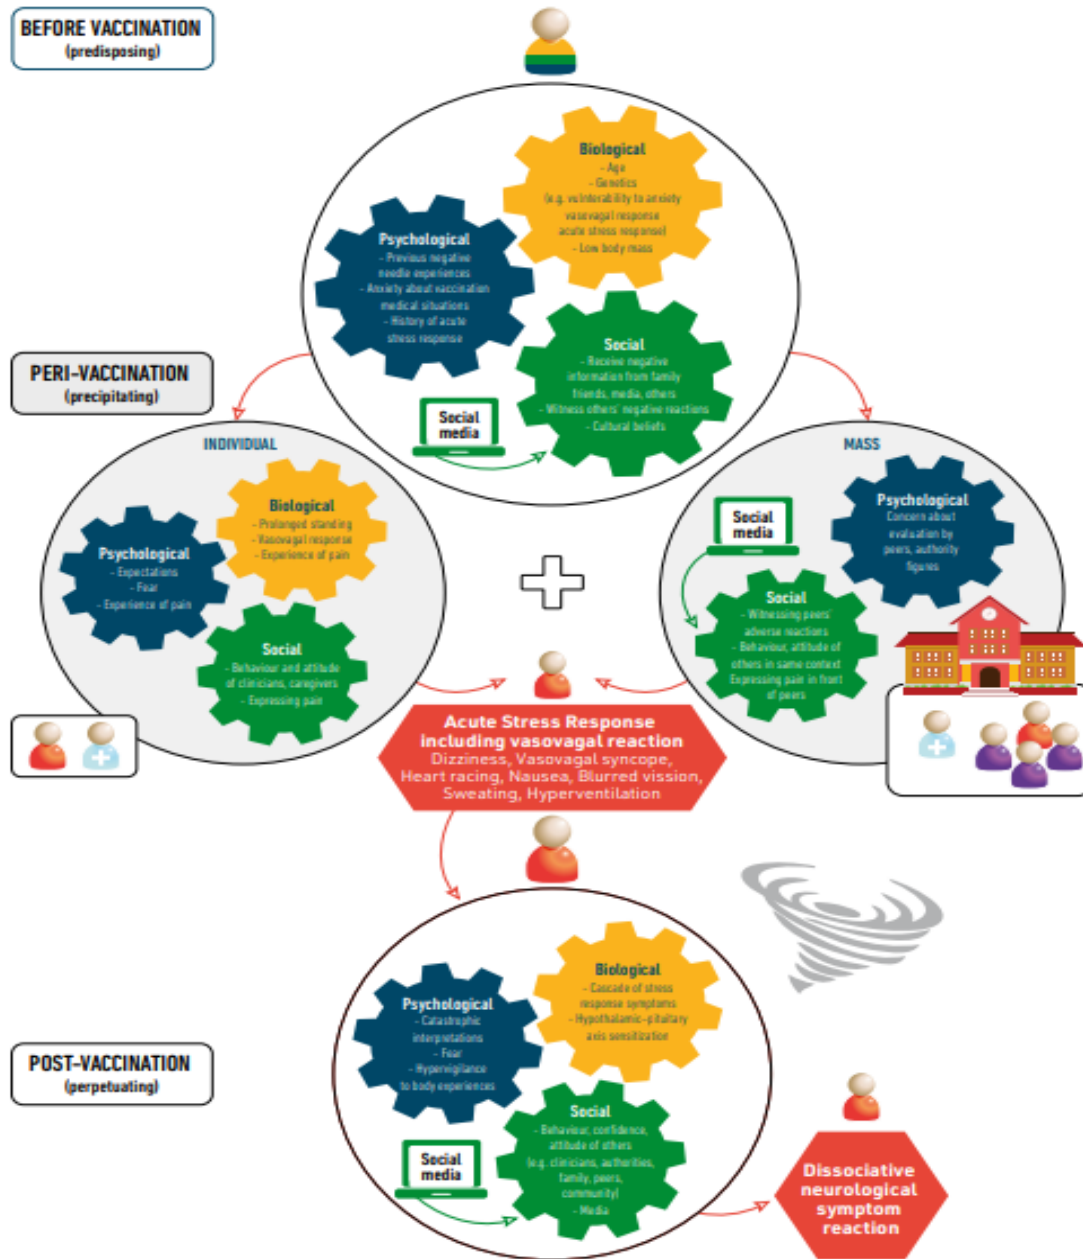 BEFORE VACCINATION
(predisposing)
Biological
- Age
- Genetics
(e.g. vulnerability to anxiety
vasovagal response
acute stress response)
- Low body mass
Psychological
- Previous negative
needle experiences
- Anxiety about vaccination
medical situations
- History of acute
stress response
Social
- Receive negative
information from family
friends, media, others
- Witness others' negative reactions
- Cultural beliefs
Social
media
PERI-VACCINATION
(precipitating)
INDIVIDUAL
Biological
- Prolonged standing
- Vasovagal response
- Experience of pain
Psychological
- Expectations
- Fear
- Experience of pain
Social
- Behaviour and attitude
of clinicians, caregivers
- Expressing pain
MASS
Psychological
Concern about
evaluation by
peers, authority
figures
Social
media
Social
- Witnessing peers'
adverse reactions
- Behaviour, attitude of
others in same context
Expressing pain in front
of peers
Acute Stress Response
including vasovagal reaction
Dizziness, Vasovagal syncope,
Heart racing, Nausea, Blurred vission,
Sweating, Hyperventilation
POST-VACCINATION
(perpetuating)
Biological
- Cascade of stress
response symptoms
- Hypothalamic-pituitary
axis sensitization
Psychological
- Catastrophic
interpretations
- Fear
- Hypervigilance
to body experiences
Social
- Behaviour, confidence,
attitude of others
(e.g. clinicians, authorities,
family, peers,
community)
- Media
Social
media
Dissociative
neurological
symptom
reaction